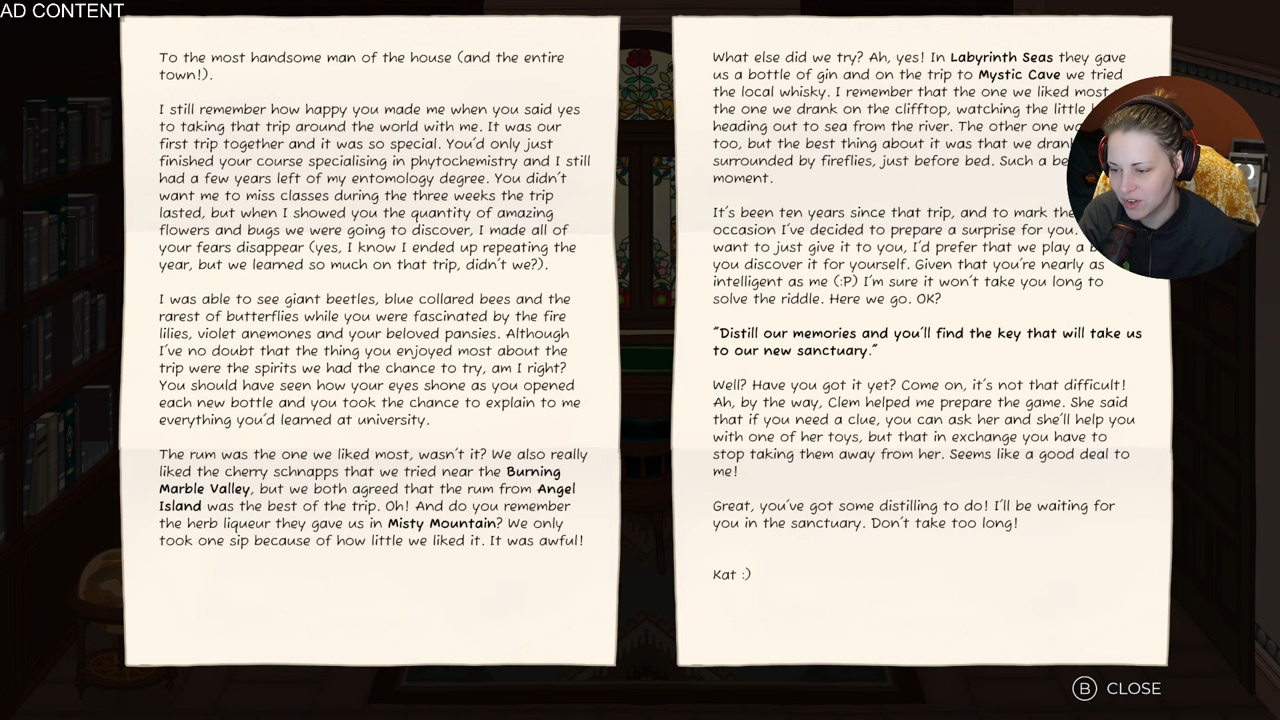 AD CONTENT
To the most handsome man of the house (and the entire
town!).
I still remember how happy you made me when you said yes
to taking that trip around the world with me. It was our
first trip together and it was so special. You'd only just
finished your course specialising in phytochemistry and I still
had a few years left of my entomology degree. You didn't
want me to miss classes during the three weeks the trip
lasted, but when I showed you the quantity of amazing
flowers and bugs we were going to discover, I made all of
your fears disappear (yes, I know I ended up repeating the
year, but we learned so much on that trip, didn't we?).
I was able to see giant beetles, blue collared bees and the
rarest of butterflies while you were fascinated by the fire
lilies, violet anemones and your beloved pansies. Although
I've no doubt that the thing you enjoyed most about the
trip were the spirits we had the chance to try, am I right?
You should have seen how your eyes shone as you opened
each new bottle and you took the chance to explain to me
everything you'd learned at university.
The rum was the one we liked most, wasn't it? We also really
liked the cherry schnapps that we tried near the Burning
Marble Valley, but we both agreed that the rum from Angel
Island was the best of the trip. Oh! And do you remember
the herb liqueur they gave us in Misty Mountain? We only
took one sip because of how little we liked it. It was awful!
What else did we try? Ah, yes! In Labyrinth Seas they gave
us a bottle of gin and on the trip to Mystic Cave we tried
the local whisky. I remember that the one we liked most
the one we drank on the clifftop, watching the little
heading out to sea from the river. The other one
too, but the best thing about it was that we
surrounded by fireflies, just before bed. Such a
moment.
It's been ten years since that trip, and to mark
occasion I've decided to prepare a surprise for you.
want to just give it to you, I'd prefer that we play a
you discover it for yourself. Given that you're nearly as
intelligent as me (:P) I'm sure it won't take you long to
solve the riddle. Here we go. OK?
"Distill our memories and you'll find the key that will take us
to our new sanctuary."
Well? Have you got it yet? Come on, it's not that difficult!
Ah, by the way, Clem helped me prepare the game. She said
that if you need a clue, you can ask her and she'll help you
with one of her toys, but that in exchange you have to
stop taking them away from her. Seems like a good deal to
me!
Great, you've got some distilling to do! I'll be waiting for
you in the sanctuary. Don't take too long!
Kat :)
B CLOSE